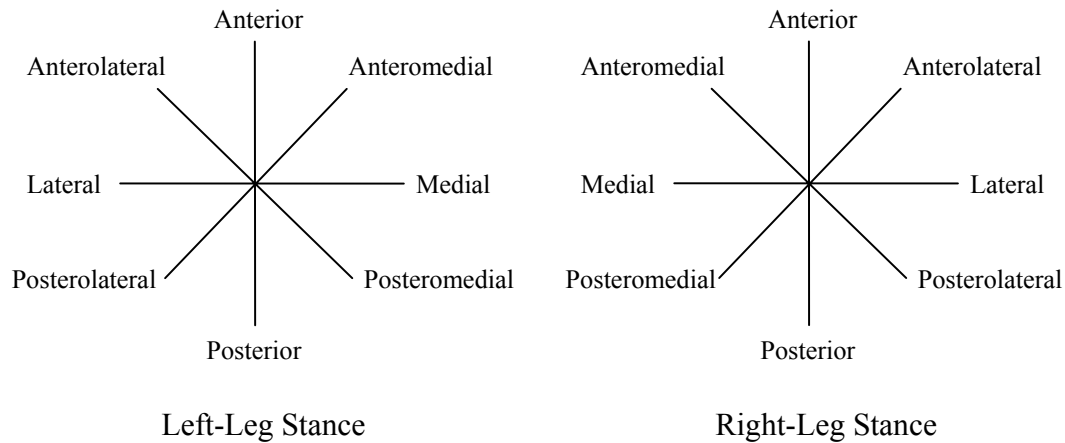 Anterior
Anterolateral
Anteromedial
Lateral
Medial
Posterolateral
Posteromedial
Posterior
Left-Leg Stance
Anterior
Anteromedial
Anterolateral
Medial
Lateral
Posteromedial
Posterolateral
Posterior
Right-Leg Stance